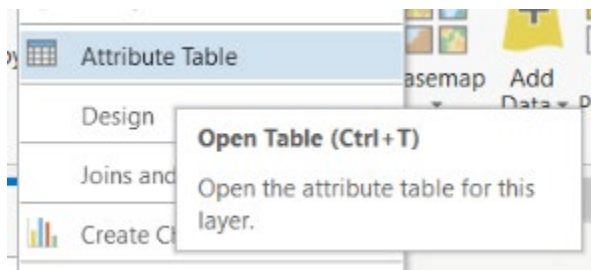 Attribute Table
Design
Joins and
Create
asemap
Add
Data
Open Table (Ctrl+T)
Open the attribute table for this
layer.